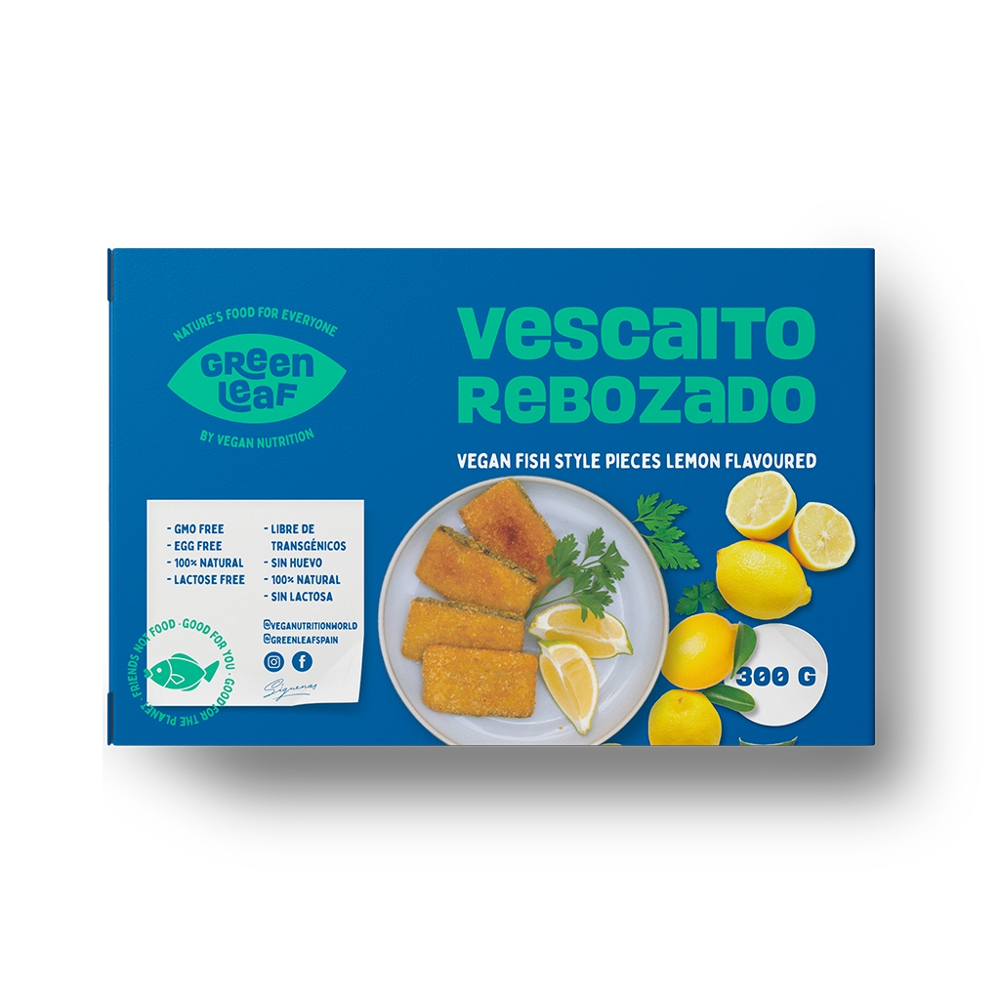 NATURE'S FOOD FOR EVERYONE
GREEN
LEAF
BY VEGAN NUTRITION
VESCAITO
REBOZADO
VEGAN FISH STYLE PIECES LEMON FLAVOURED
- GMO FREE
- EGG FREE
- 100% NATURAL
- LACTOSE FREE
- LIBRE DE
TRANSGÉNICOS
- SIN HUEVO
- 100% NATURAL
- SIN LACTOSA
@VEGANUTRITIONWORLD
@GREENLEAFSPAIN
Síguenos
FRIENDS NOT FOOD · GOOD FOR YOU · GOOD FOR THE PLANET ·
300 G